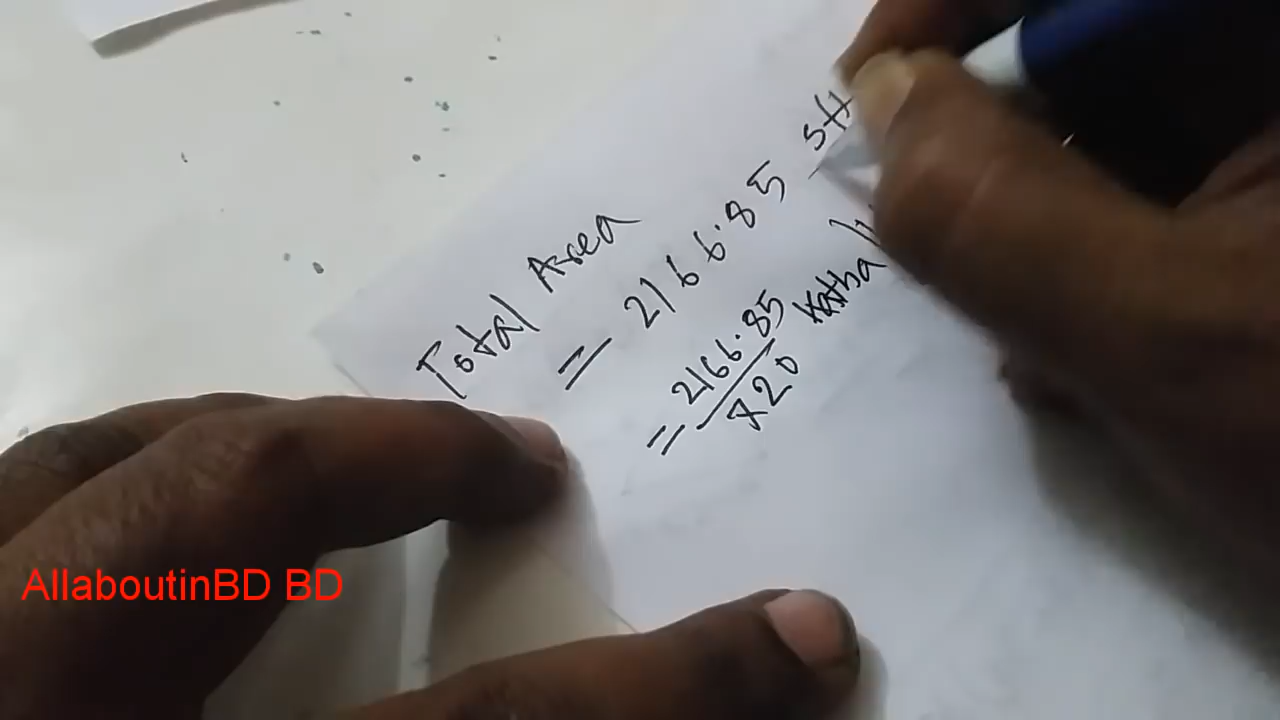 Total Area
= 2166.85 sft
= 2166.85/720 Katha
AllaboutinBD BD